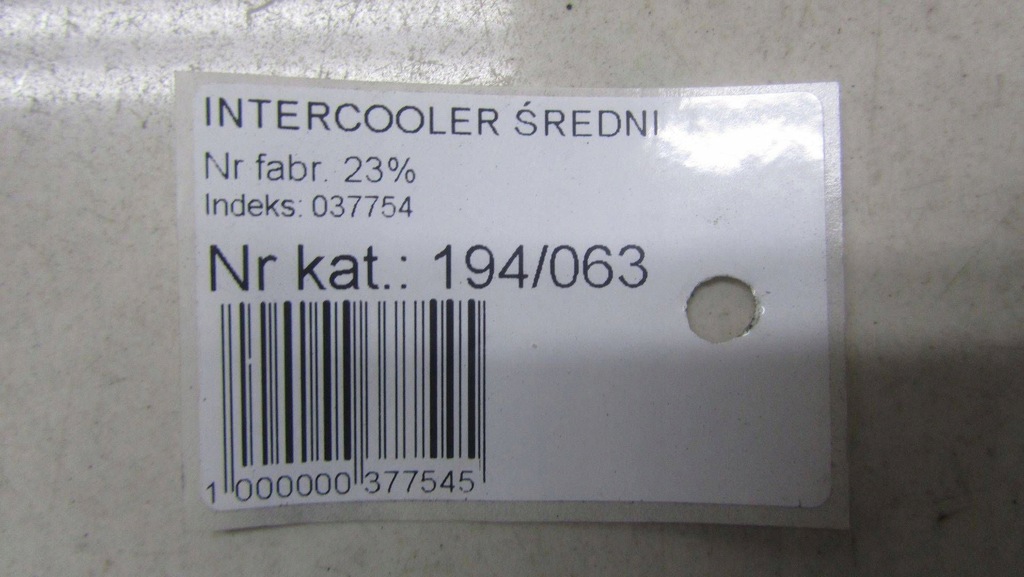 INTERCOOLER ŚREDNI
Nr fabr. 23%
Indeks: 037754
Nr kat.: 194/063
1 000000 377545